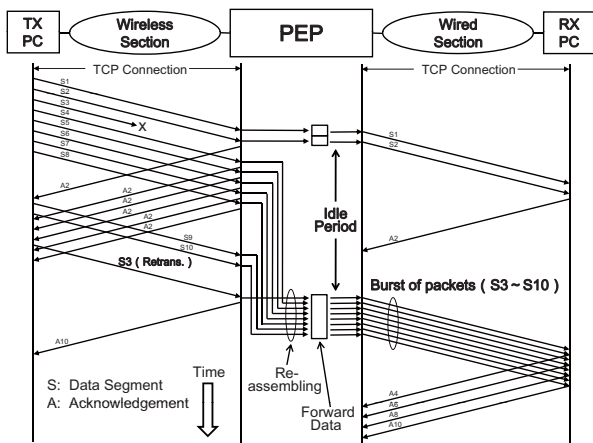 TX
PC
Wireless
Section
PEP
Wired
Section
RX
PC
TCP Connection
TCP Connection
S1
S2
S3
S4
S5
S6
S7
S8
X
S1
S2
A2
A2
A2
A2
A2
A2
A2
Idle
Period
S9
S10
S3 ( Retrans. )
Burst of packets ( S3 ~ S10 )
A10
Re-
assembling
Forward
Data
Time
S: Data Segment
A: Acknowledgement
A4
A6
A8
A10